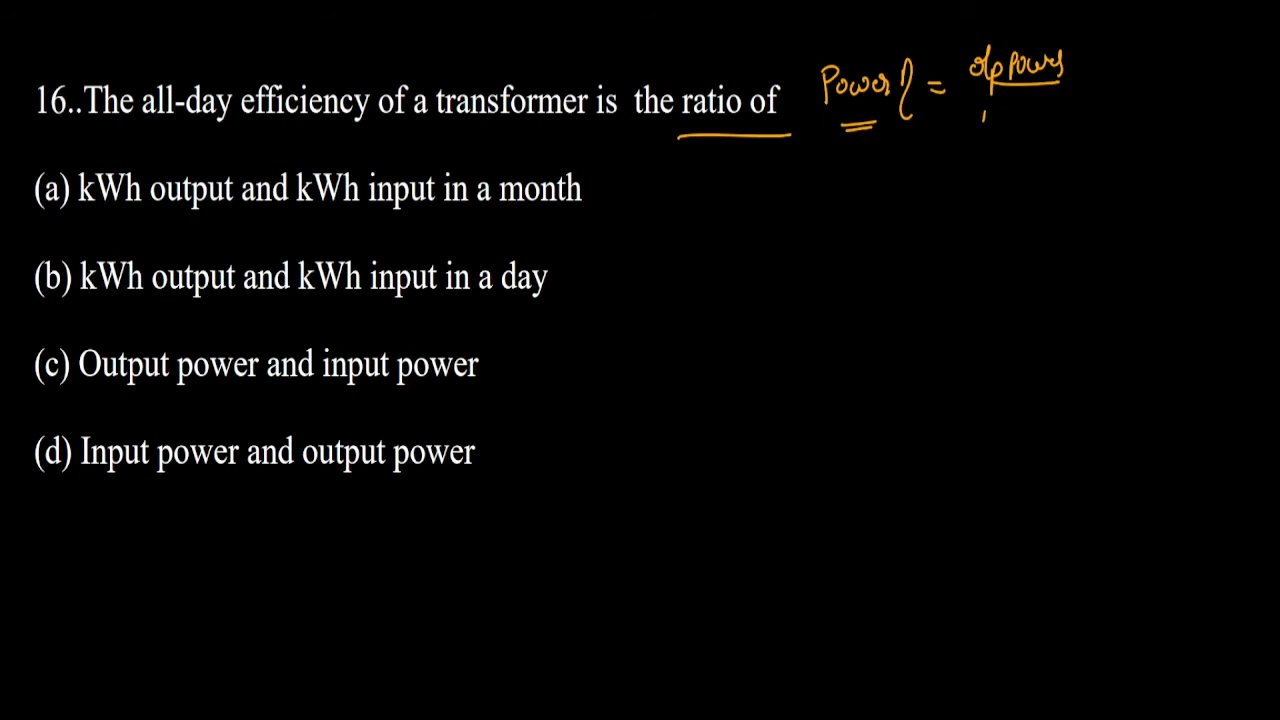 16..The all-day efficiency of a transformer is the ratio of Power η = o/p Power
(a) kWh output and kWh input in a month
(b) kWh output and kWh input in a day
(c) Output power and input power
(d) Input power and output power